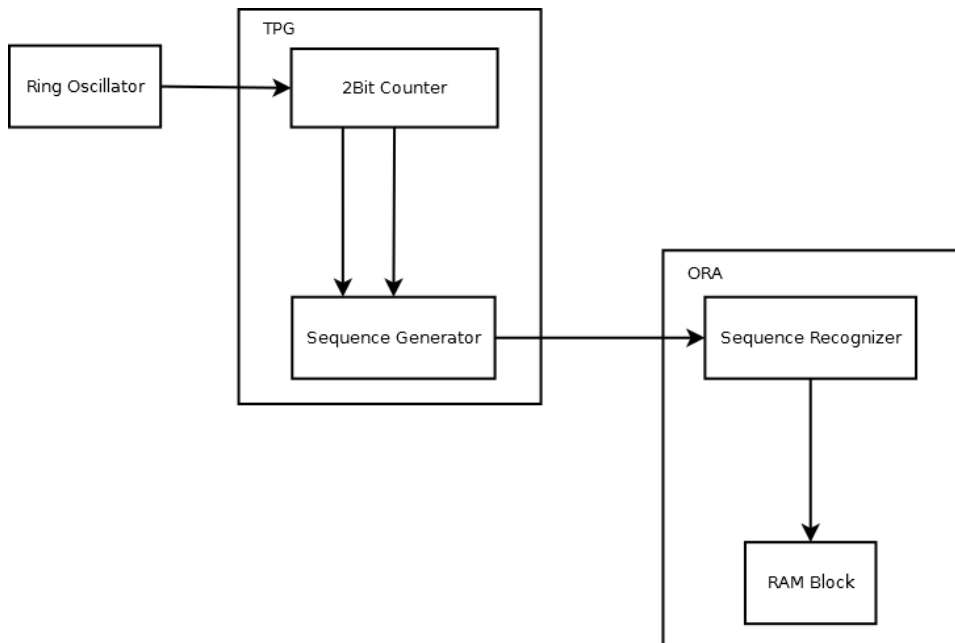 TPG
Ring Oscillator
2Bit Counter
ORA
Sequence Generator
Sequence Recognizer
RAM Block